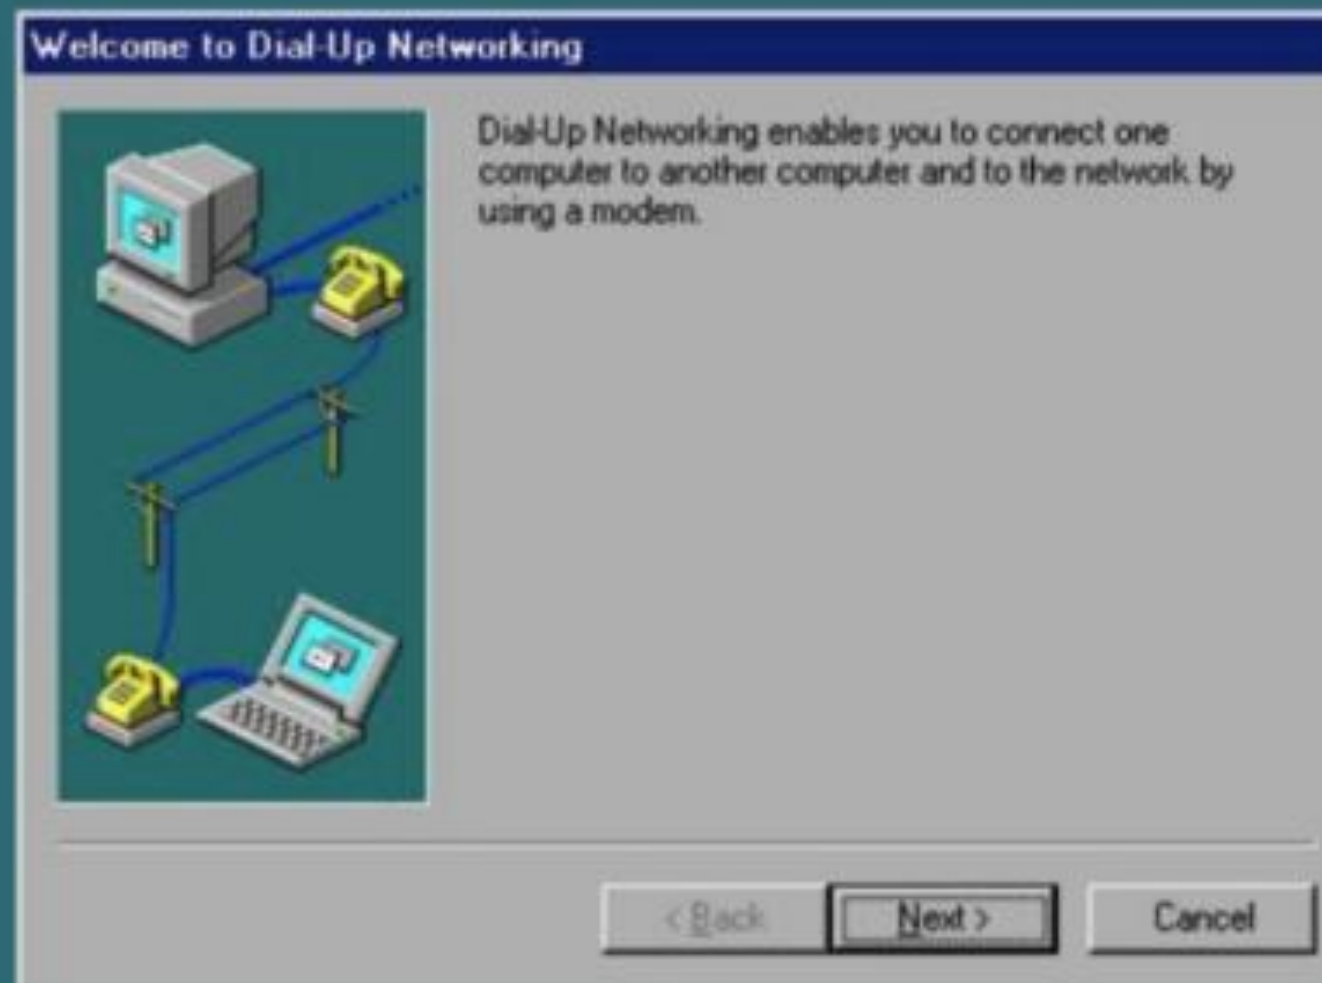 Welcome to Dial-Up Networking
Dial-Up Networking enables you to connect one
computer to another computer and to the network by
using a modem.
< Back
Next >
Cancel